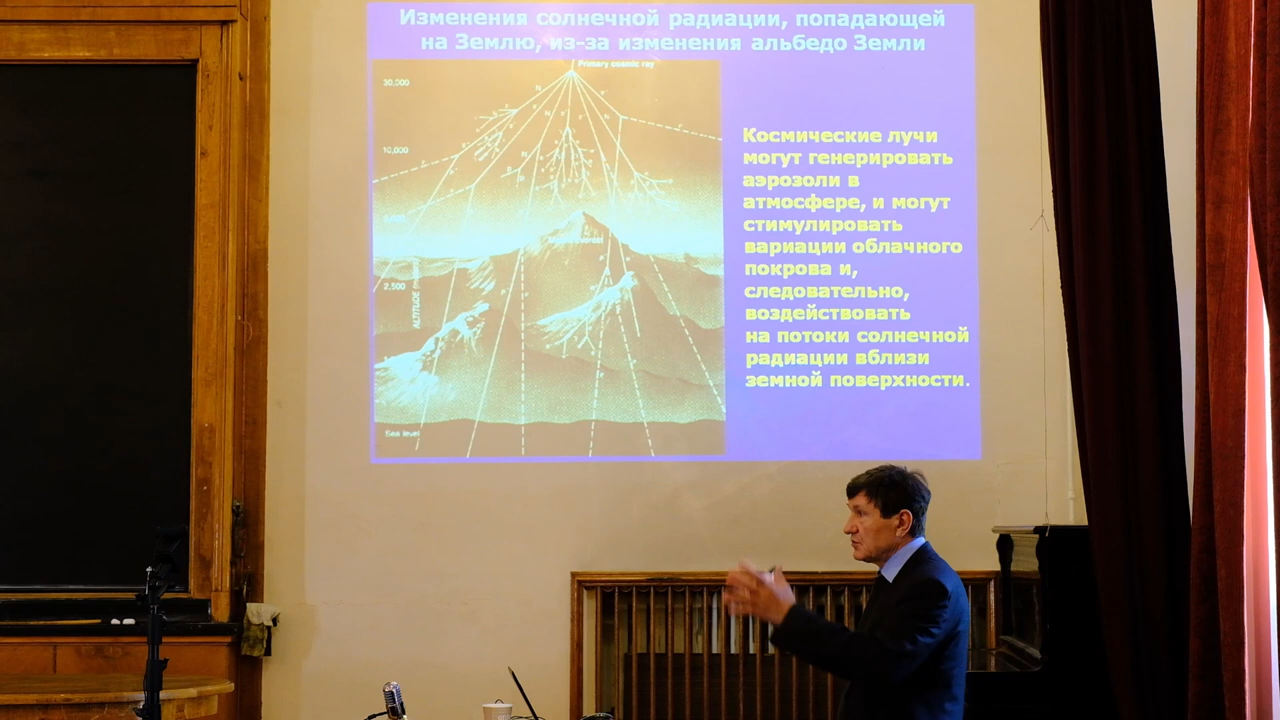 Изменения солнечной радиации, попадающей
на Землю, из-за изменения альбедо Земли
Primary cosmic ray
30,000
10,000
Космические лучи
могут генерировать
аэрозоли в
атмосфере, и могут
стимулировать
вариации облачного
покрова и,
следовательно,
воздействовать
на потоки солнечной
радиации вблизи
земной поверхности.
2,500
ALTITUDE
Sea level